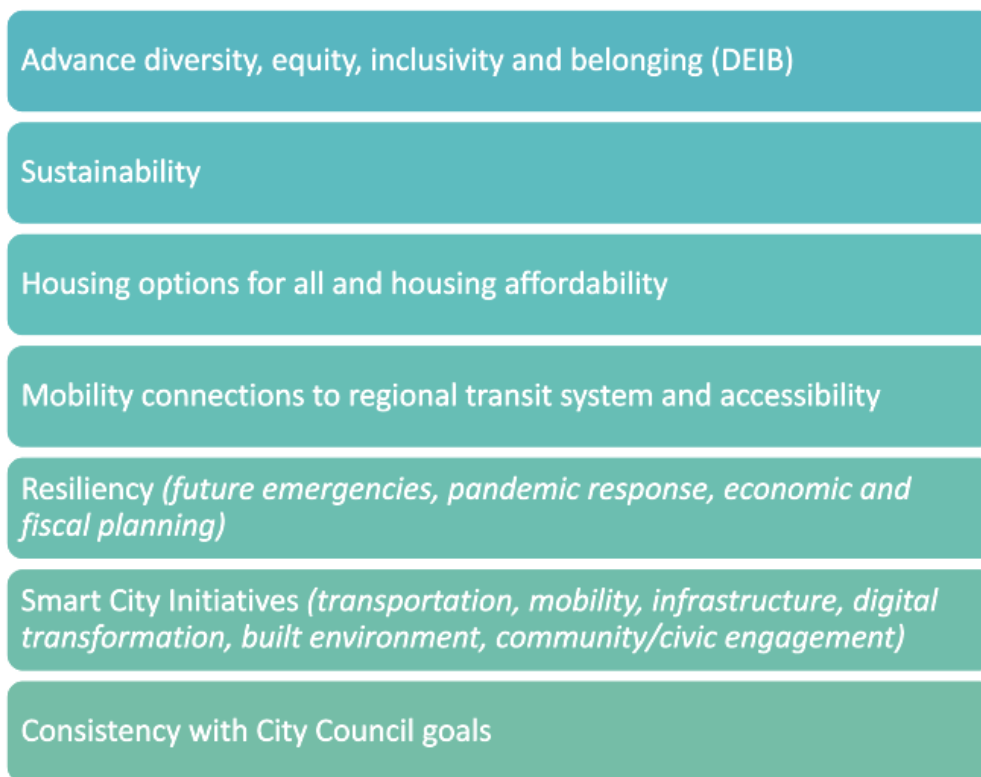 Advance diversity, equity, inclusivity and belonging (DEIB)
Sustainability
Housing options for all and housing affordability
Mobility connections to regional transit system and accessibility
Resiliency (future emergencies, pandemic response, economic and
fiscal planning)
Smart City Initiatives (transportation, mobility, infrastructure, digital
transformation, built environment, community/civic engagement)
Consistency with City Council goals